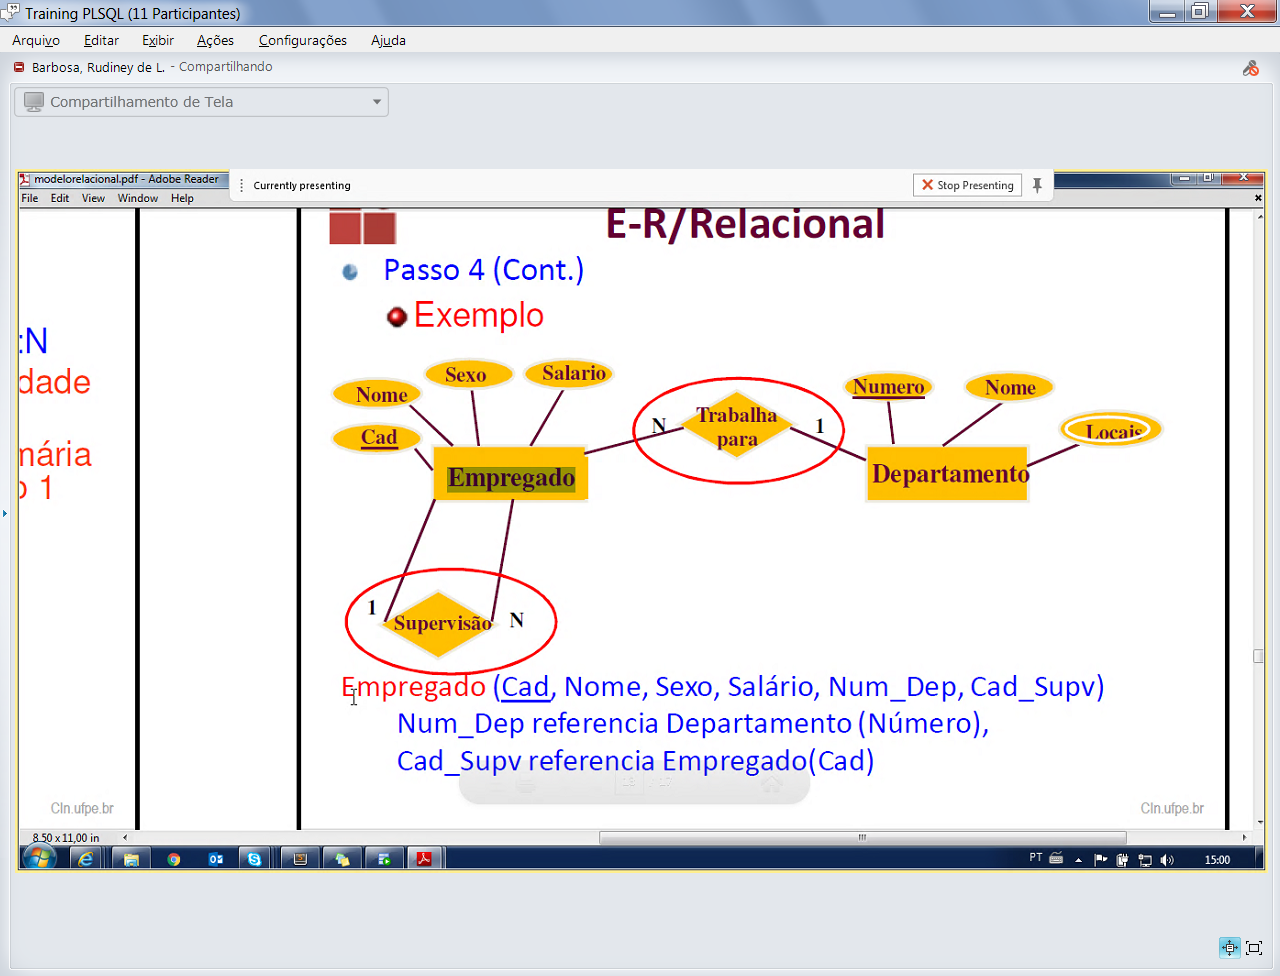 Training PLSQL (11 Participantes)
Arquivo Editar Exibir Ações Configurações Ajuda
Barbosa, Rudiney de L. - Compartilhando
Compartilhamento de Tela
modelorelacional.pdf - Adobe Reader
Currently presenting
Stop Presenting
File Edit View Window Help
E-R/Relacional
Passo 4 (Cont.)
Exemplo
:N
dade
mária
o 1
Nome
Sexo
Salario
Cad
Empregado
N
Trabalha
para
1
Numero
Nome
Locais
Departamento
1
Supervisão
N
Empregado (Cad, Nome, Sexo, Salário, Num_Dep, Cad_Supv)
Num_Dep referencia Departamento (Número),
Cad_Supv referencia Empregado(Cad)
CIn.ufpe.br
CIn.ufpe.br
8,50 x 11,00 in
PT
15:00